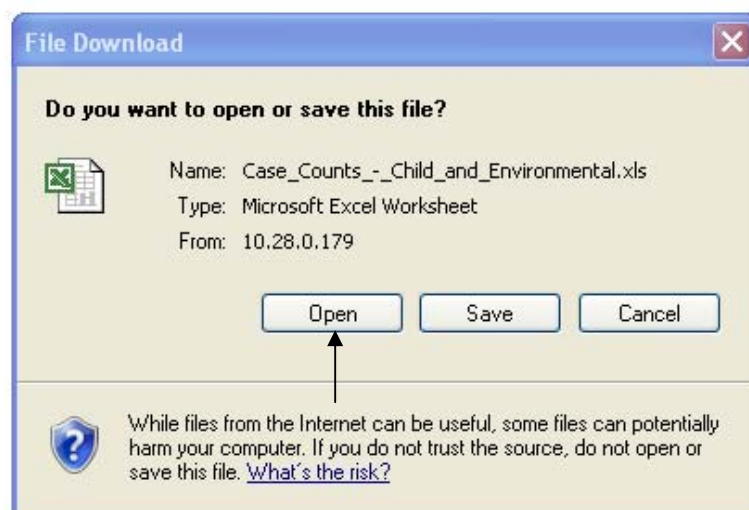 File Download
Do you want to open or save this file?
Name: Case_Counts_-_Child_and_Environmental.xls
Type: Microsoft Excel Worksheet
From: 10.28.0.179
Open Save Cancel
While files from the Internet can be useful, some files can potentially
harm your computer. If you do not trust the source, do not open or
save this file. What's the risk?